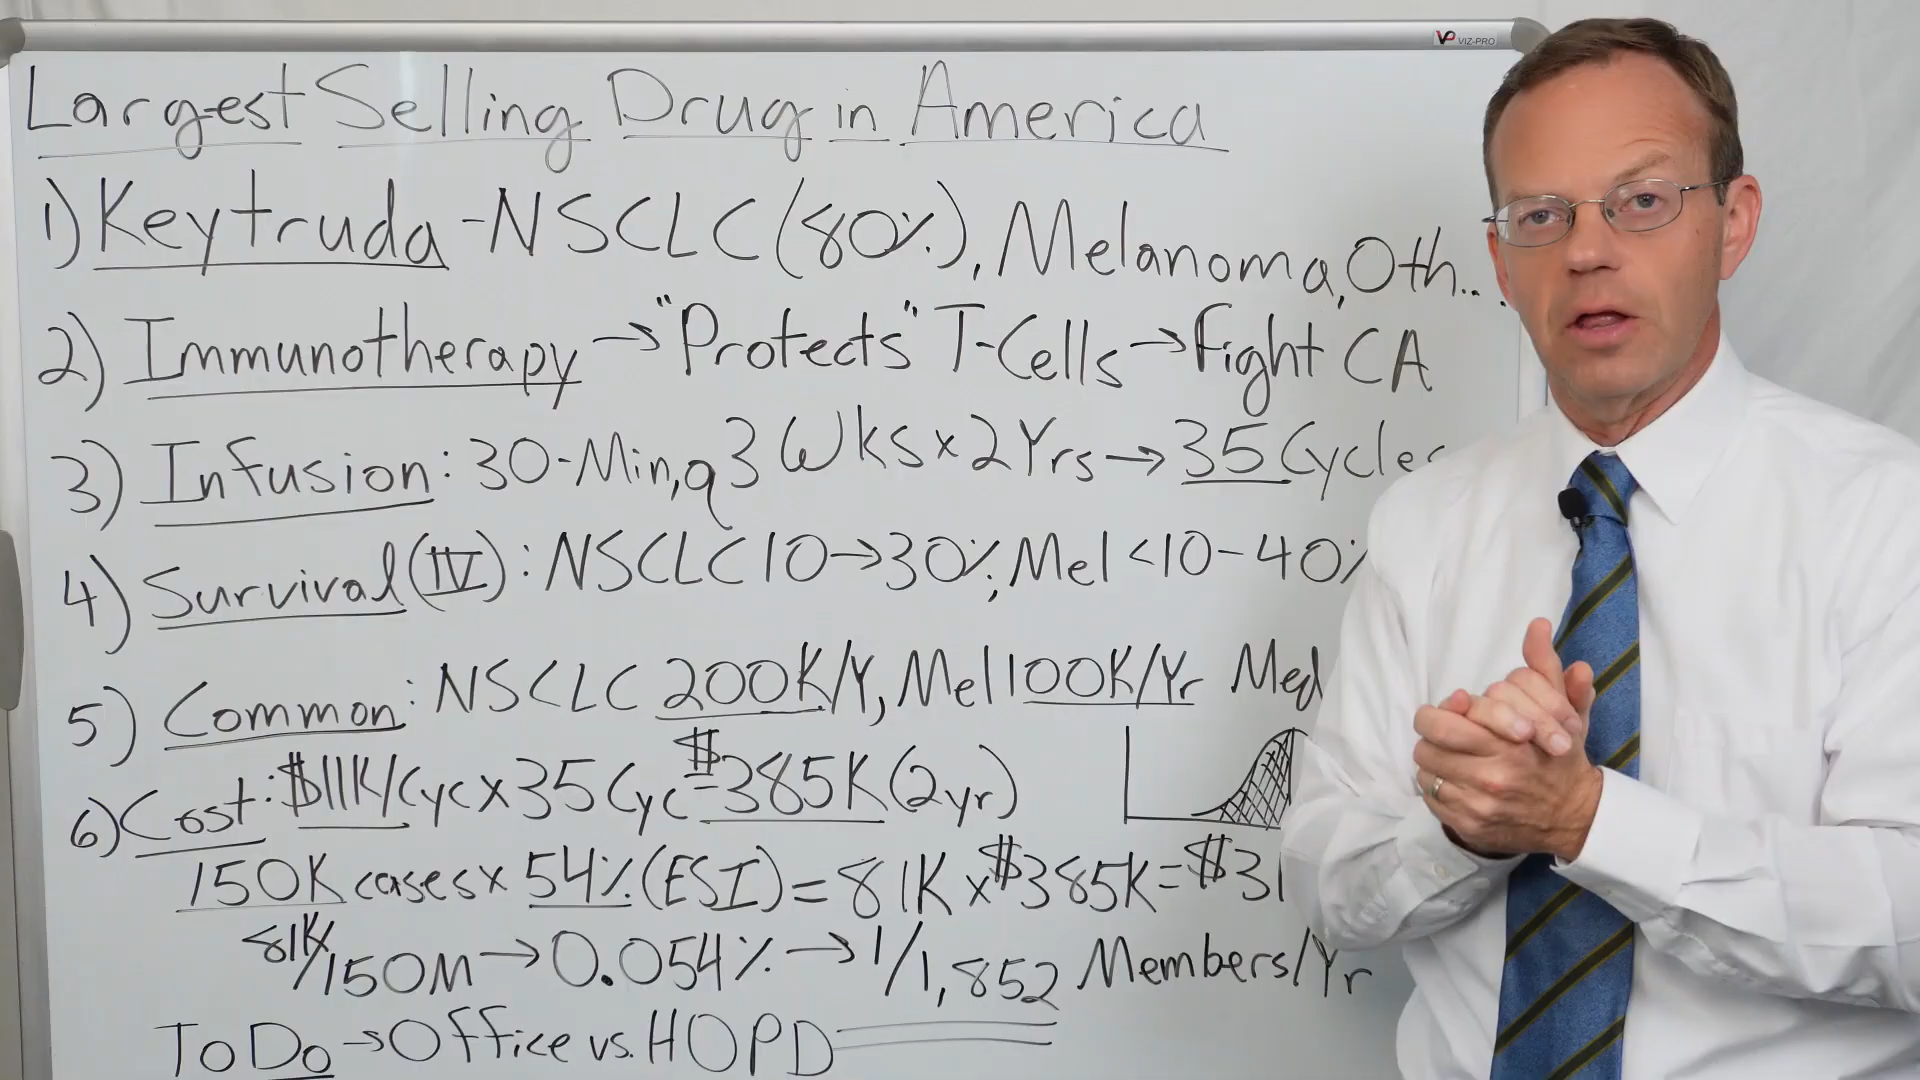 VIZ-PRO
Largest Selling Drug in America
1) Keytruda - NSCLC (80%), Melanoma, Oth...
2) Immunotherapy → "Protects" T-Cells → Fight CA
3) Infusion: 30-Min, q3 Wks x 2 Yrs → 35 Cycles
4) Survival (IV): NSCLC 10→30%, Mel <10-40%
5) Common: NSCLC 200K/Y, Mel 100K/Yr Med
6) Cost: $11K/Cyc x 35 Cyc = $385K (2yr)
150K cases x 54% (ESI) = 81K x $385K = $31
81K/150M → 0.054% → 1/1,852 Members/Yr
To Do → Office vs. HOPD